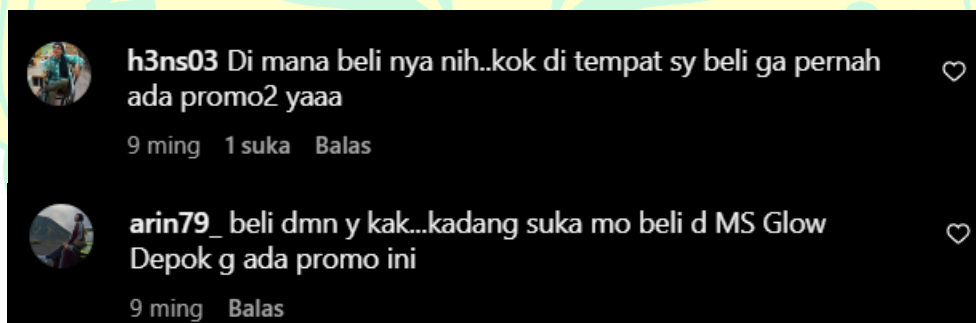 h3ns03 Di mana beli nya nih..kok di tempat sy beli ga pernah
ada promo2 yaaa
9 ming 1 suka Balas
arin79_ beli dmn y kak...kadang suka mo beli d MS Glow
Depok g ada promo ini
9 ming Balas